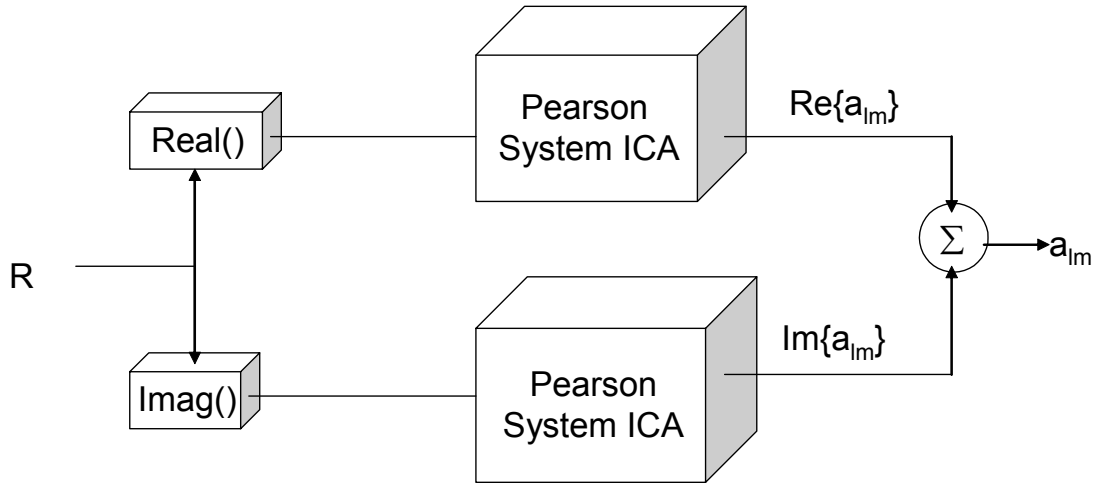 Real()
Pearson
System ICA
Re{a_lm}
R
Σ
a_lm
Imag()
Pearson
System ICA
Im{a_lm}